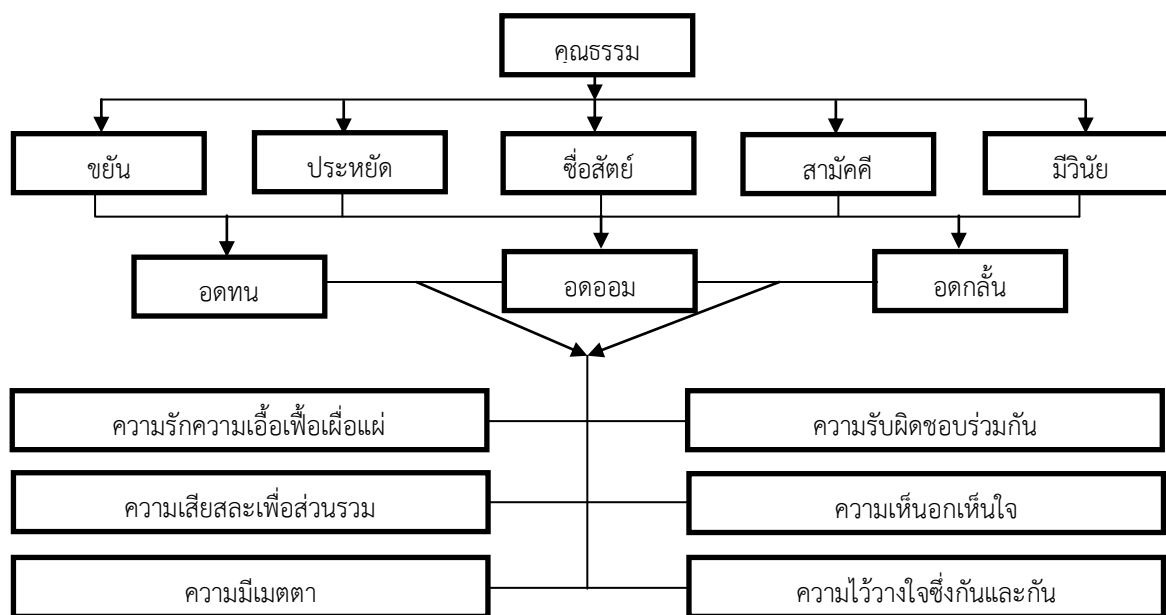 คุณธรรม
ขยัน
ประหยัด
ซื่อสัตย์
สามัคคี
มีวินัย
อดทน
อดออม
อดกลั้น
ความรักความเอื้อเฟื้อเผื่อแผ่
ความรับผิดชอบร่วมกัน
ความเสียสละเพื่อส่วนรวม
ความเห็นอกเห็นใจ
ความมีเมตตา
ความไว้วางใจซึ่งกันและกัน